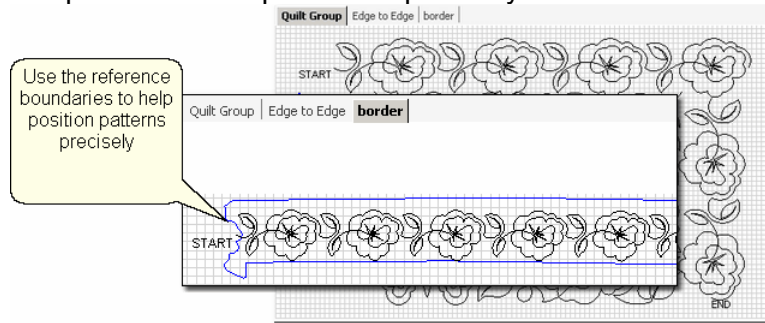 Quilt Group Edge to Edge border
START
Use the reference
boundaries to help
position patterns
precisely
Quilt Group Edge to Edge border
START
END